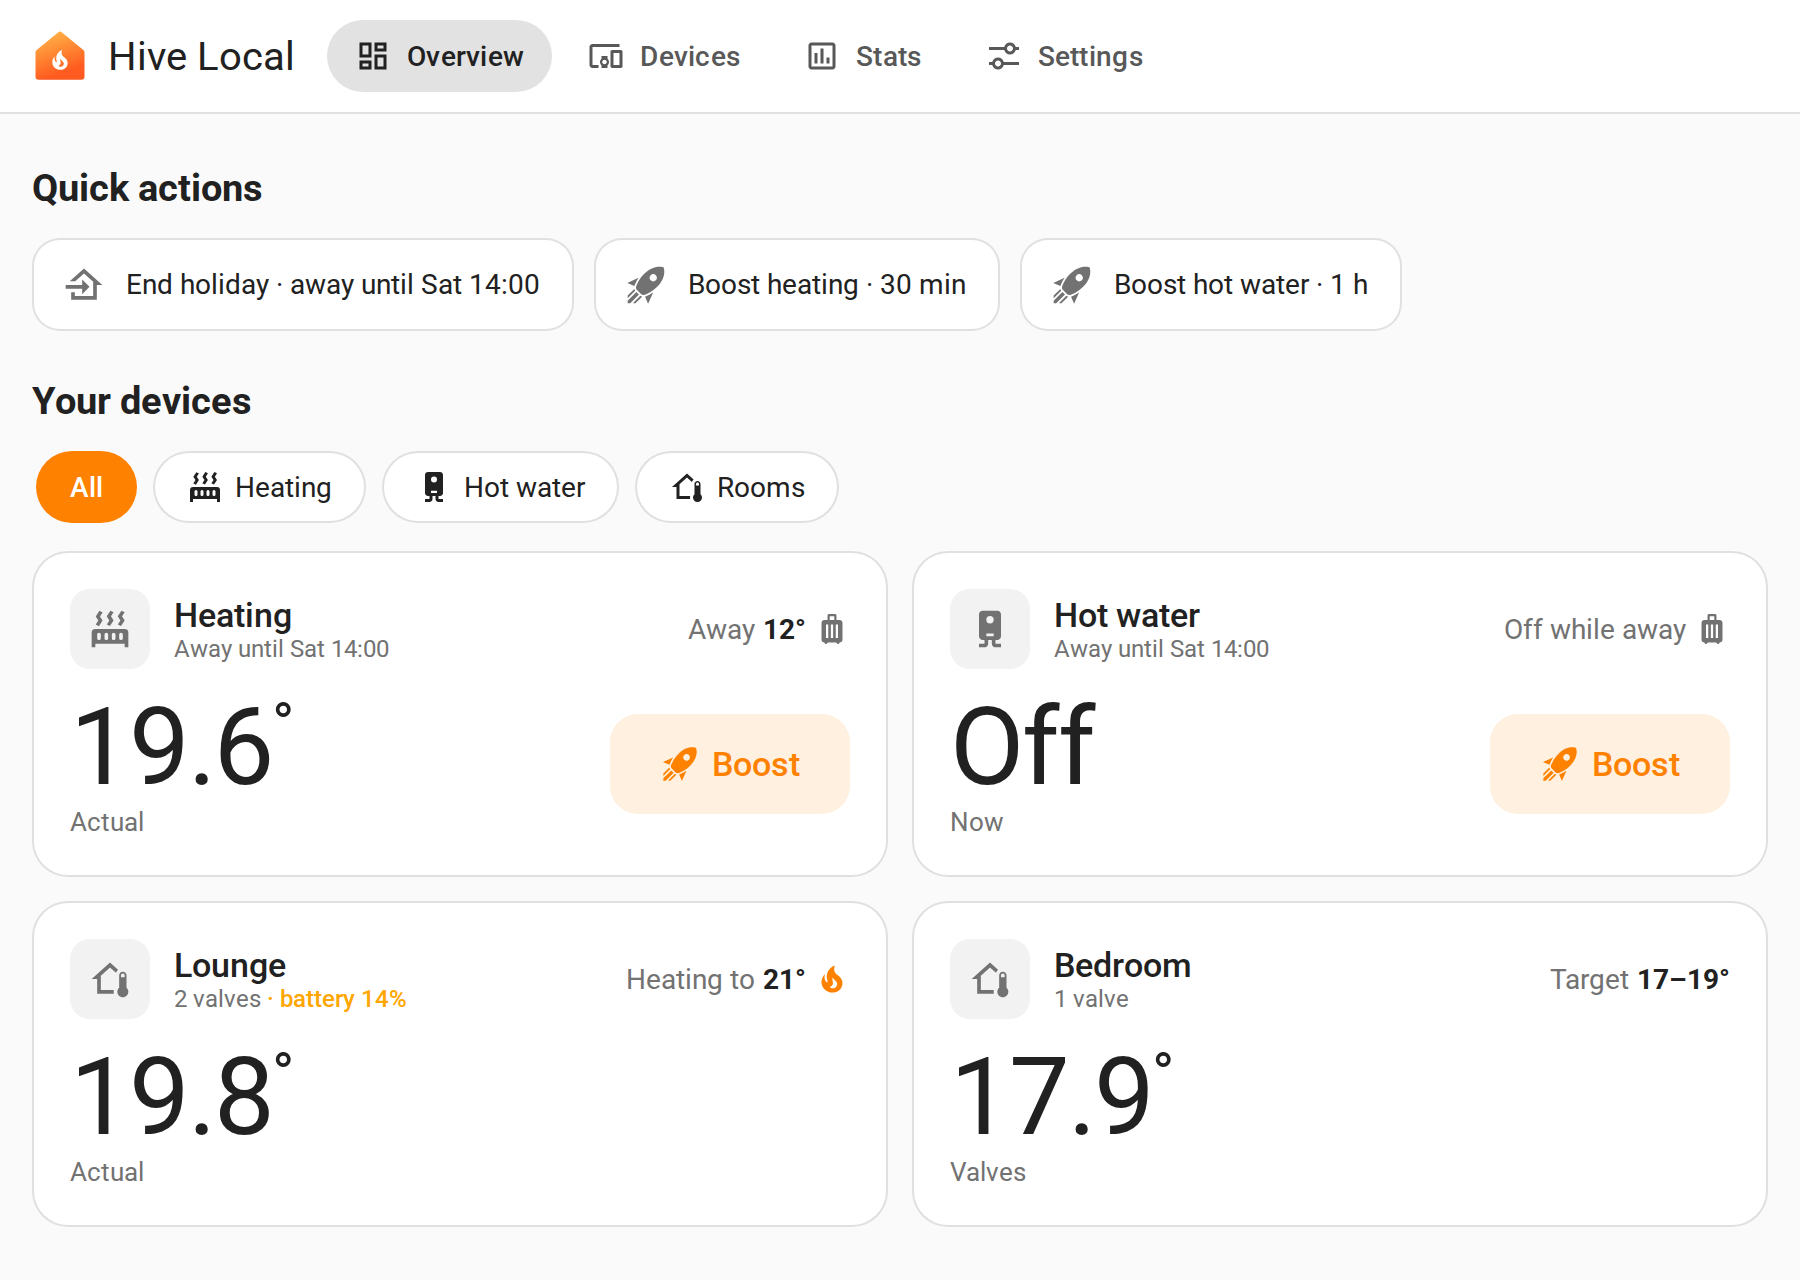 Hive Local
Overview
Devices
Stats
Settings
Quick actions
End holiday · away until Sat 14:00
Boost heating · 30 min
Boost hot water · 1 h
Your devices
All
Heating
Hot water
Rooms
Heating
Away until Sat 14:00
Away 12°
19.6°
Actual
Boost
Hot water
Away until Sat 14:00
Off while away
Off
Now
Boost
Lounge
2 valves · battery 14%
Heating to 21°
19.8°
Actual
Bedroom
1 valve
Target 17–19°
17.9°
Valves